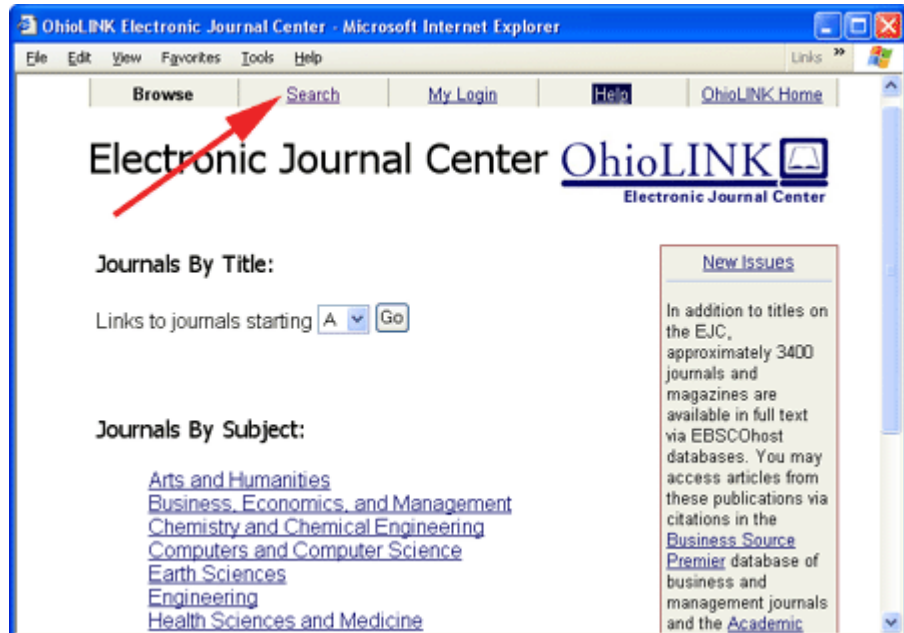 OhioLINK Electronic Journal Center - Microsoft Internet Explorer
File Edit View Favorites Tools Help Links »
Browse Search My Login Help OhioLINK Home
Electronic Journal Center OhioLINK
Electronic Journal Center
Journals By Title:
Links to journals starting A Go
Journals By Subject:
Arts and Humanities
Business, Economics, and Management
Chemistry and Chemical Engineering
Computers and Computer Science
Earth Sciences
Engineering
Health Sciences and Medicine
New Issues
In addition to titles on
the EJC,
approximately 3400
journals and
magazines are
available in full text
via EBSCOhost
databases. You may
access articles from
these publications via
citations in the
Business Source
Premier database of
business and
management journals
and the Academic